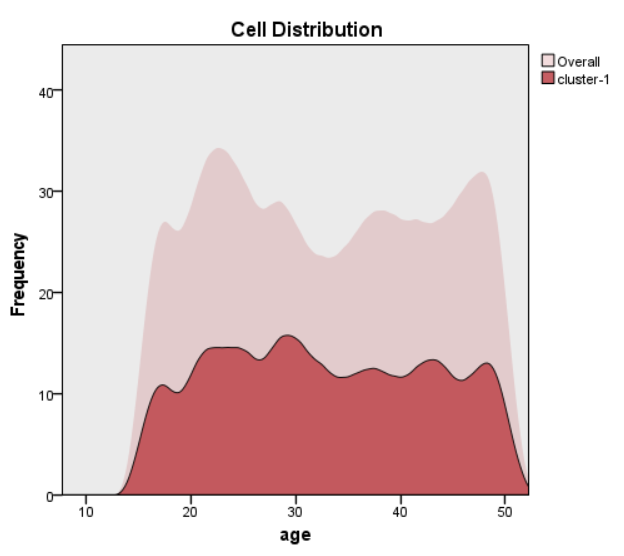 Cell Distribution
Overall
cluster-1
40
30
20
10
0
Frequency
10 20 30 40 50
age